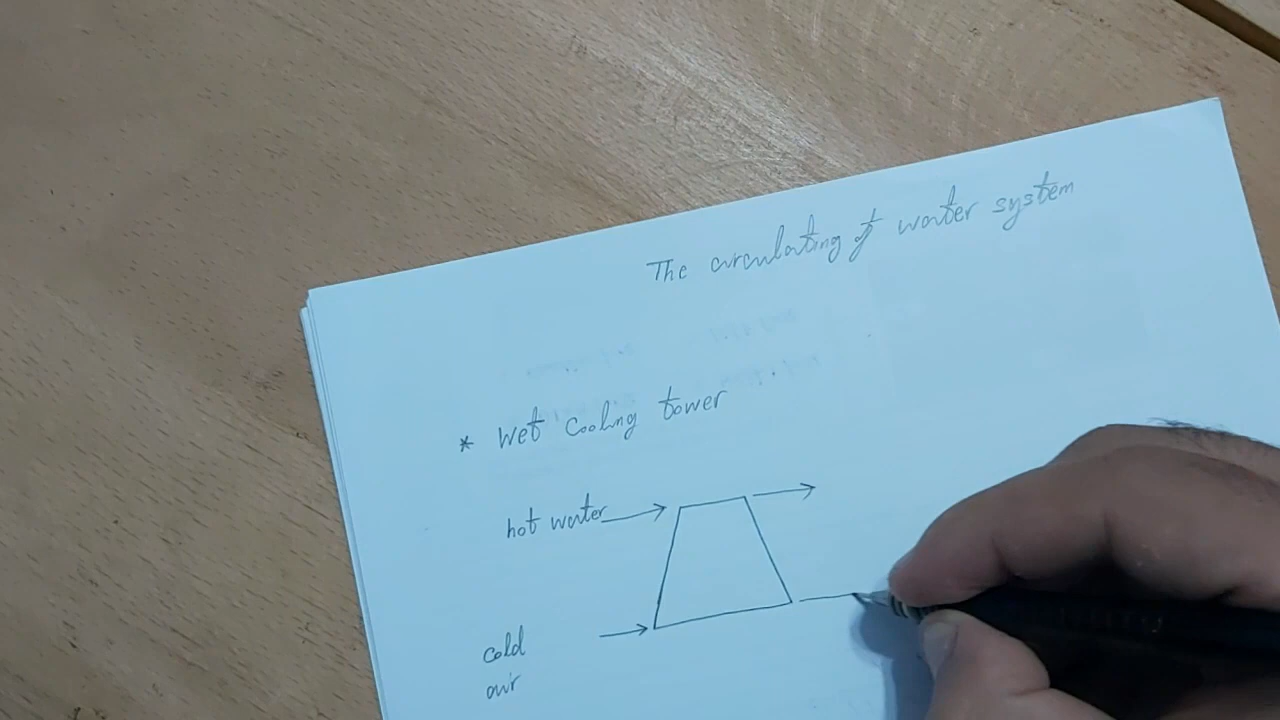 The circulating of water system
* Wet cooling tower
hot water
cold
air